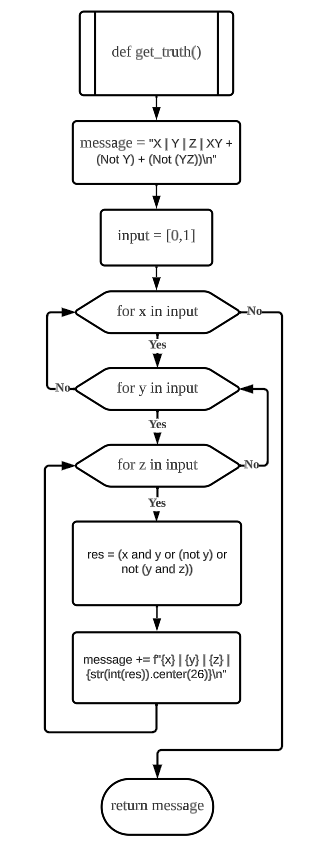 def get_truth()
message = "X | Y | Z | XY +
(Not Y) + (Not (YZ))\n"
input = [0,1]
for x in input
No
Yes
for y in input
No
Yes
for z in input
No
Yes
res = (x and y or (not y) or
not (y and z))
message += f"{x} | {y} | {z} |
{str(int(res)).center(26)}\n"
return message